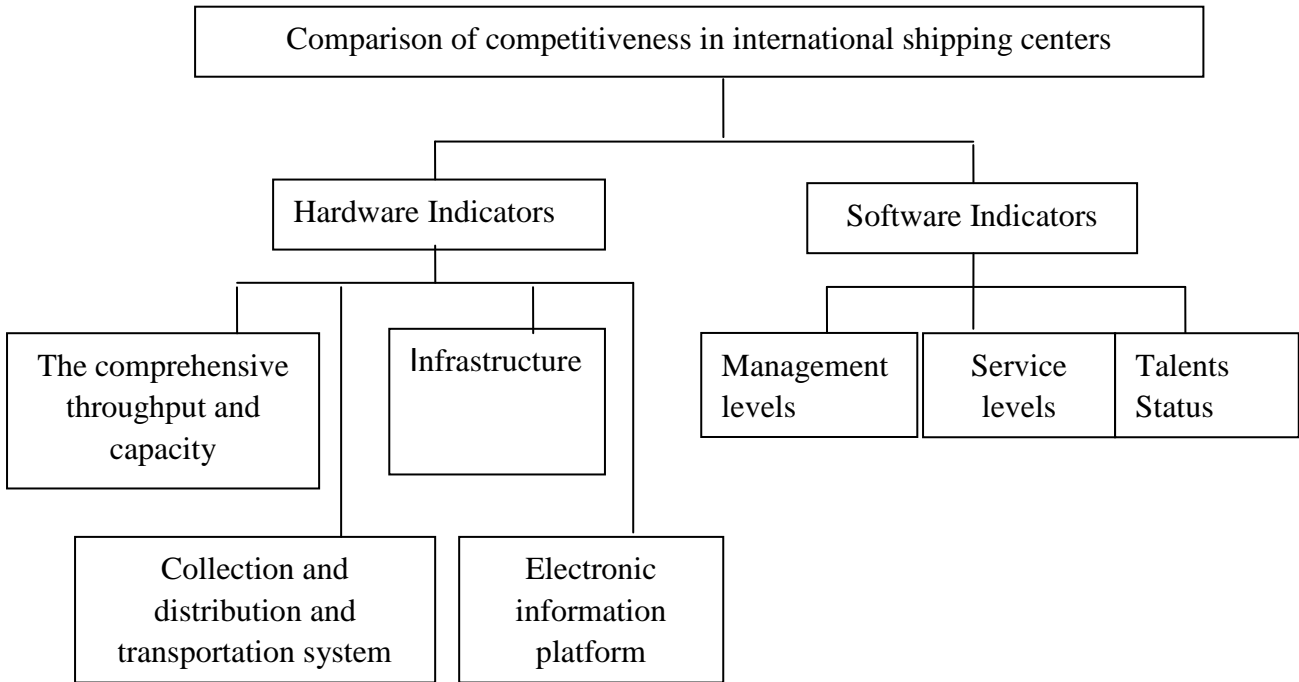 Comparison of competitiveness in international shipping centers
Hardware Indicators
Software Indicators
The comprehensive
throughput and
capacity
Infrastructure
Management
levels
Service
levels
Talents
Status
Collection and
distribution and
transportation system
Electronic
information
platform